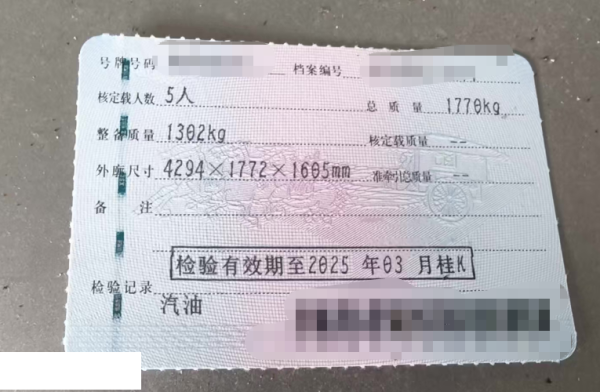 号牌号码 档案编号
核定载人数 5人 总质量 1770kg
整备质量 1302kg 核定载质量 --
外廓尺寸 4294×1772×1605mm 准牵引总质量 --
备注
检验有效期至2025 年03 月桂K
检验记录
汽油